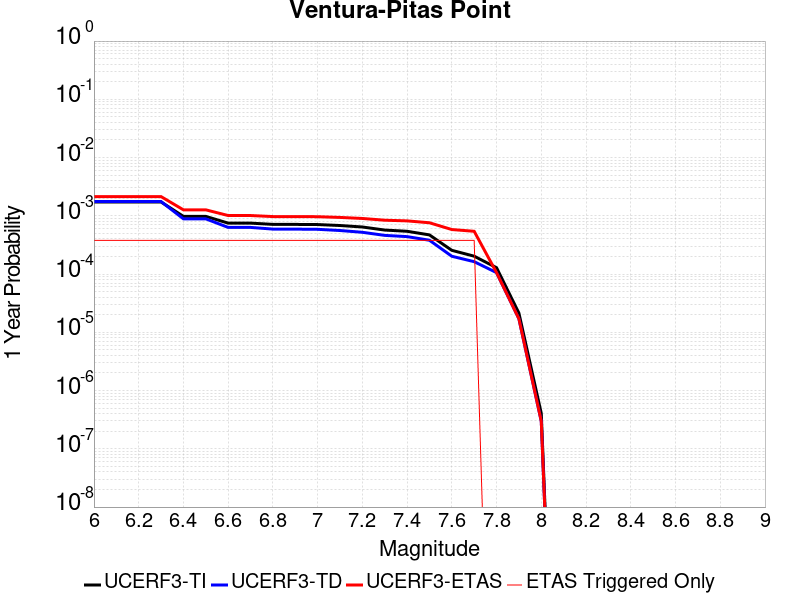 Ventura-Pitas Point
10^0
10^-1
10^-2
10^-3
10^-4
10^-5
10^-6
10^-7
10^-8
1 Year Probability
6 6.2 6.4 6.6 6.8 7 7.2 7.4 7.6 7.8 8 8.2 8.4 8.6 8.8 9
Magnitude
UCERF3-TI UCERF3-TD UCERF3-ETAS ETAS Triggered Only